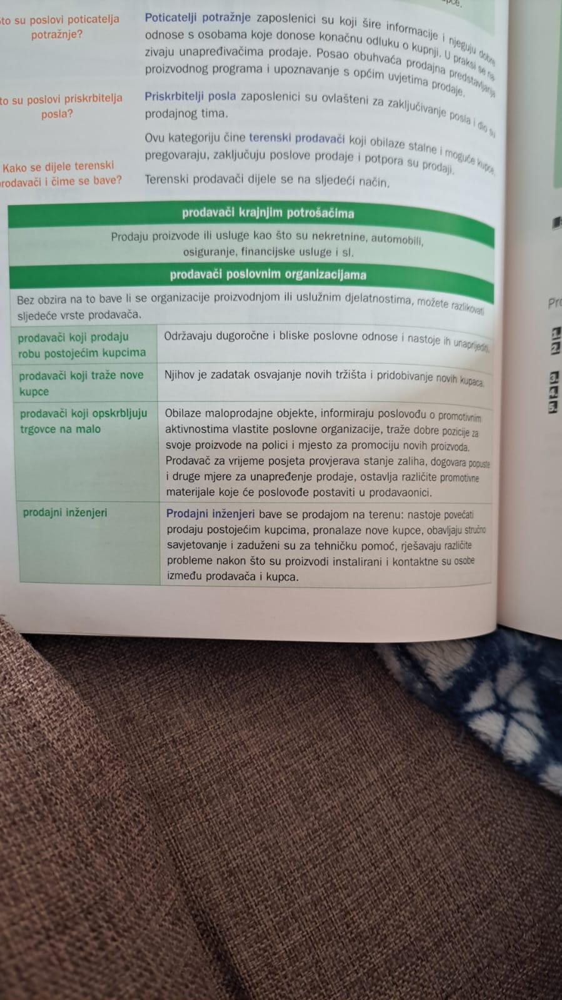 to su poslovi poticatelja
potražnje?
Poticatelji potražnje zaposlenici su koji šire informacije i njeguju dobre
odnose s osobama koje donose konačnu odluku o kupnji. U praksi se na-
zivaju unapređivačima prodaje. Posao obuhvaća prodajna predstavljanja
proizvodnog programa i upoznavanje s općim uvjetima prodaje.
to su poslovi priskrbitelja
posla?
Priskrbitelji posla zaposlenici su ovlašteni za zaključivanje posla i dio su
prodajnog tima.
Ovu kategoriju čine terenski prodavači koji obilaze stalne i moguće kupce,
pregovaraju, zaključuju poslove prodaje i potpora su prodaji.
Kako se dijele terenski
rodavači i čime se bave?
Terenski prodavači dijele se na sljedeći način.
prodavači krajnjim potrošačima
Prodaju proizvode ili usluge kao što su nekretnine, automobili,
osiguranje, financijske usluge i sl.
prodavači poslovnim organizacijama
Bez obzira na to bave li se organizacije proizvodnjom ili uslužnim djelatnostima, možete razlikovati
sljedeće vrste prodavača.
prodavači koji prodaju
robu postojećim kupcima
Održavaju dugoročne i bliske poslovne odnose i nastoje ih unaprijediti.
prodavači koji traže nove
kupce
Njihov je zadatak osvajanje novih tržišta i pridobivanje novih kupaca.
prodavači koji opskrbljuju
trgovce na malo
Obilaze maloprodajne objekte, informiraju poslovođu o promotivnim
aktivnostima vlastite poslovne organizacije, traže dobre pozicije za
svoje proizvode na polici i mjesto za promociju novih proizvoda.
Prodavač za vrijeme posjeta provjerava stanje zaliha, dogovara popuste
i druge mjere za unapređenje prodaje, ostavlja različite promotivne
materijale koje će poslovođe postaviti u prodavaonici.
prodajni inženjeri
Prodajni inženjeri bave se prodajom na terenu: nastoje povećati
prodaju postojećim kupcima, pronalaze nove kupce, obavljaju stručno
savjetovanje i zaduženi su za tehničku pomoć, rješavaju različite
probleme nakon što su proizvodi instalirani i kontaktne su osobe
između prodavača i kupca.
Pro
1.
2.
3.
4.
5.